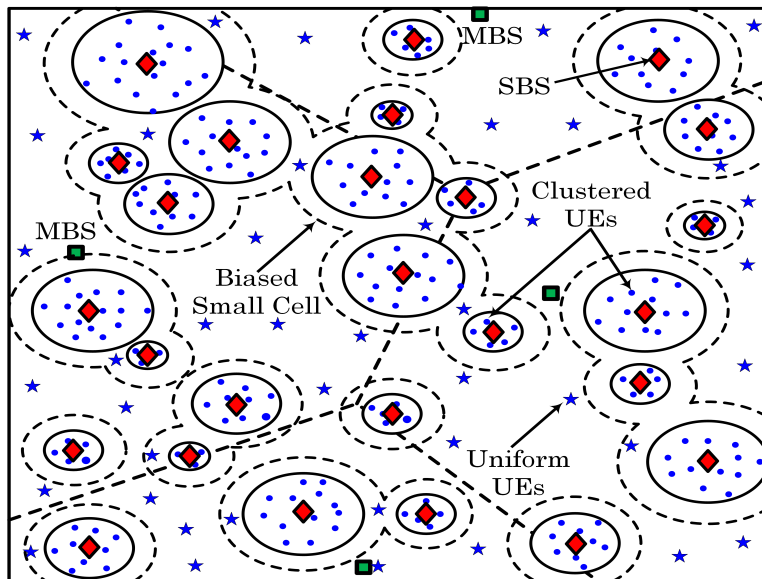 MBS
SBS
Clustered
UEs
MBS
Biased
Small Cell
Uniform
UEs